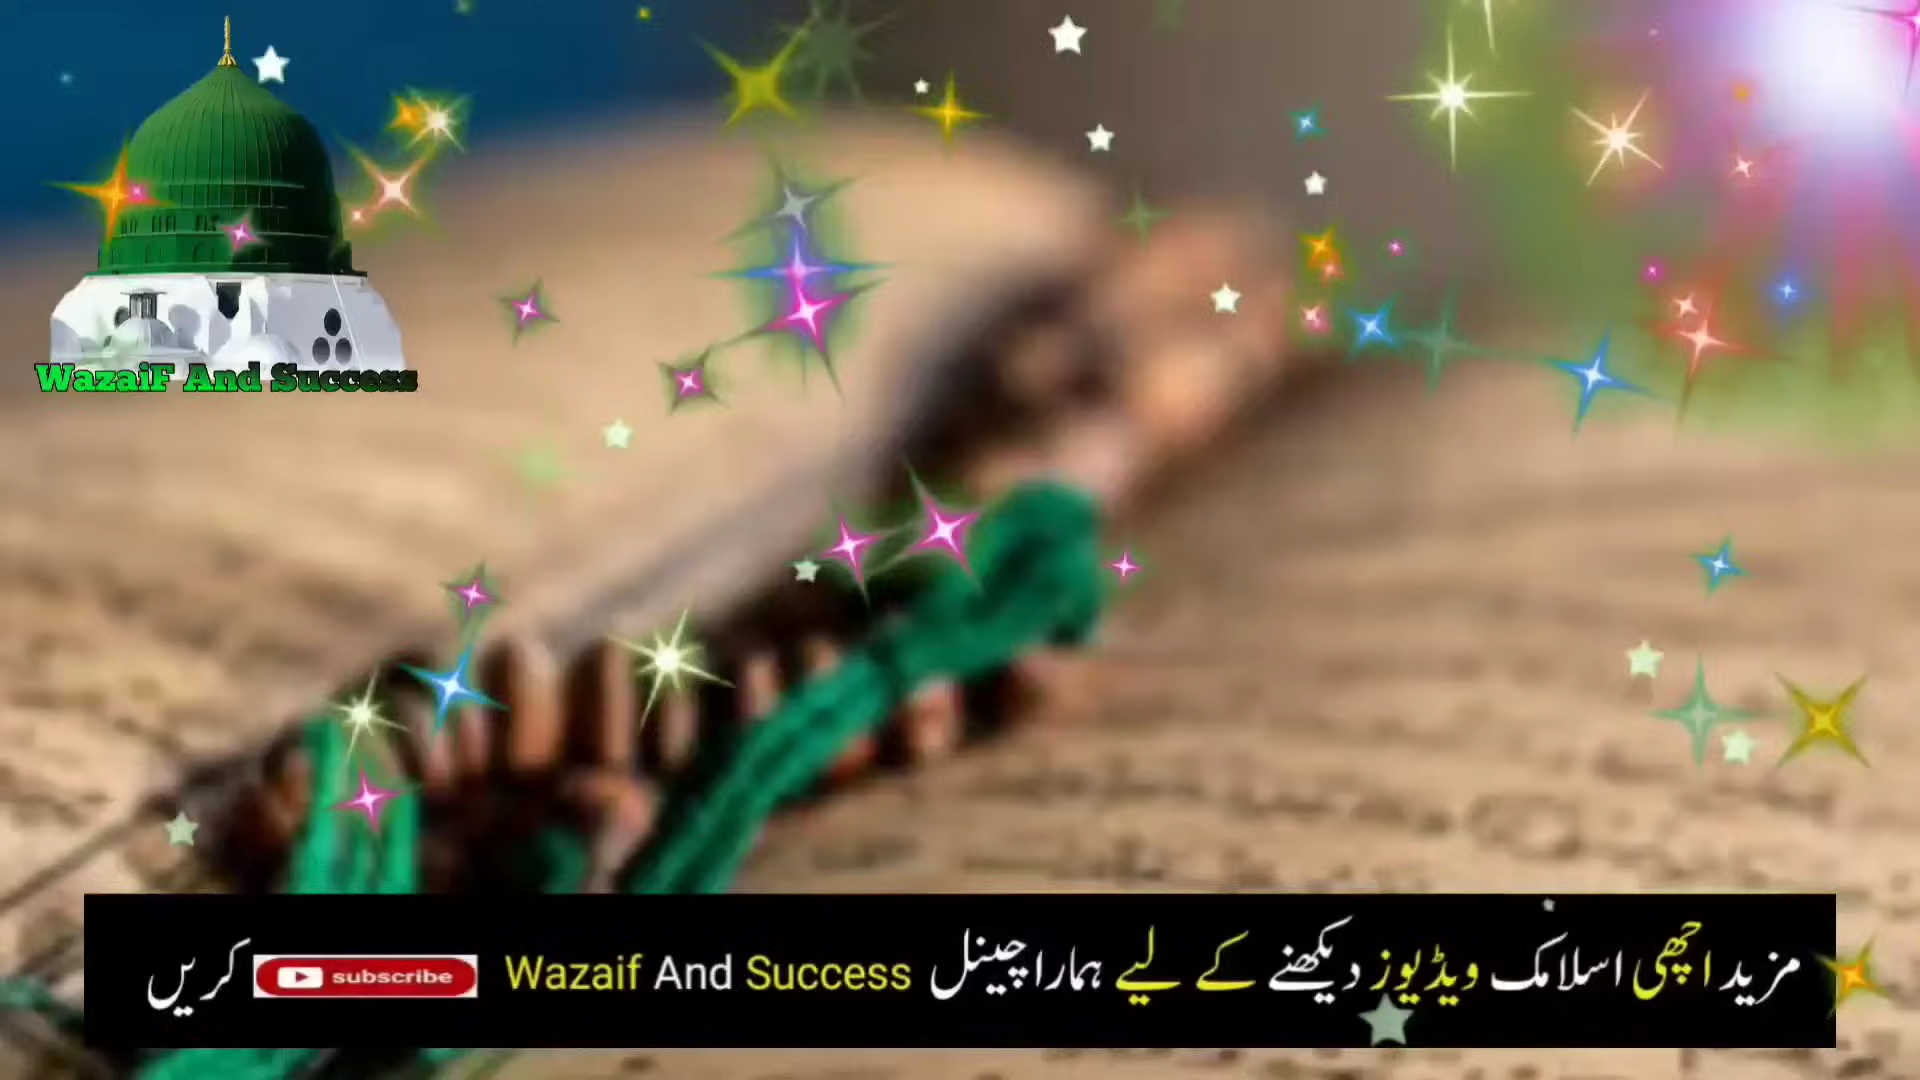 WazaiF And Success
مزید اچھی اسلامک ویڈیوز دیکھنے کے لیے ہمارا چینل Wazaif And Success subscribe کریں